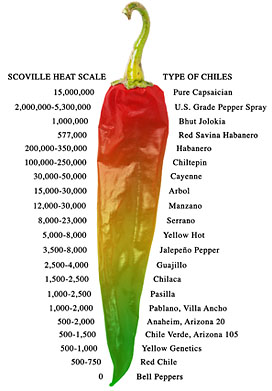 SCOVILLE HEAT SCALE TYPE OF CHILES
15,000,000 Pure Capsaician
2,000,000-5,300,000 U.S. Grade Pepper Spray
1,000,000 Bhut Jolokia
577,000 Red Savina Habanero
200,000-350,000 Habanero
100,000-250,000 Chiltepin
30,000-50,000 Cayenne
15,000-30,000 Arbol
12,000-30,000 Manzano
8,000-23,000 Serrano
5,000-8,000 Yellow Hot
3,500-8,000 Jalepeño Pepper
2,500-4,000 Guajillo
1,500-2,500 Chilaca
1,000-2,500 Pasilla
1,000-2,000 Pablano, Villa Ancho
500-2,000 Anaheim, Arizona 20
500-1,500 Chile Verde, Arizona 105
500-1,000 Yellow Genetics
500-750 Red Chile
0 Bell Peppers